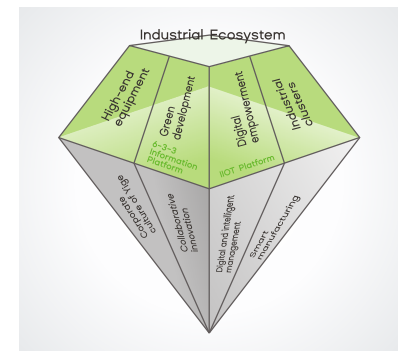 Industrial Ecosystem
High-end
equipment
Green
development
Digital
empowerment
Industrial
clusters
6-3-3
Information
Platform
IIOT Platform
Corporate
culture of Yige
Collaborative
innovation
Digital and intelligent
management
Smart
manufacturing